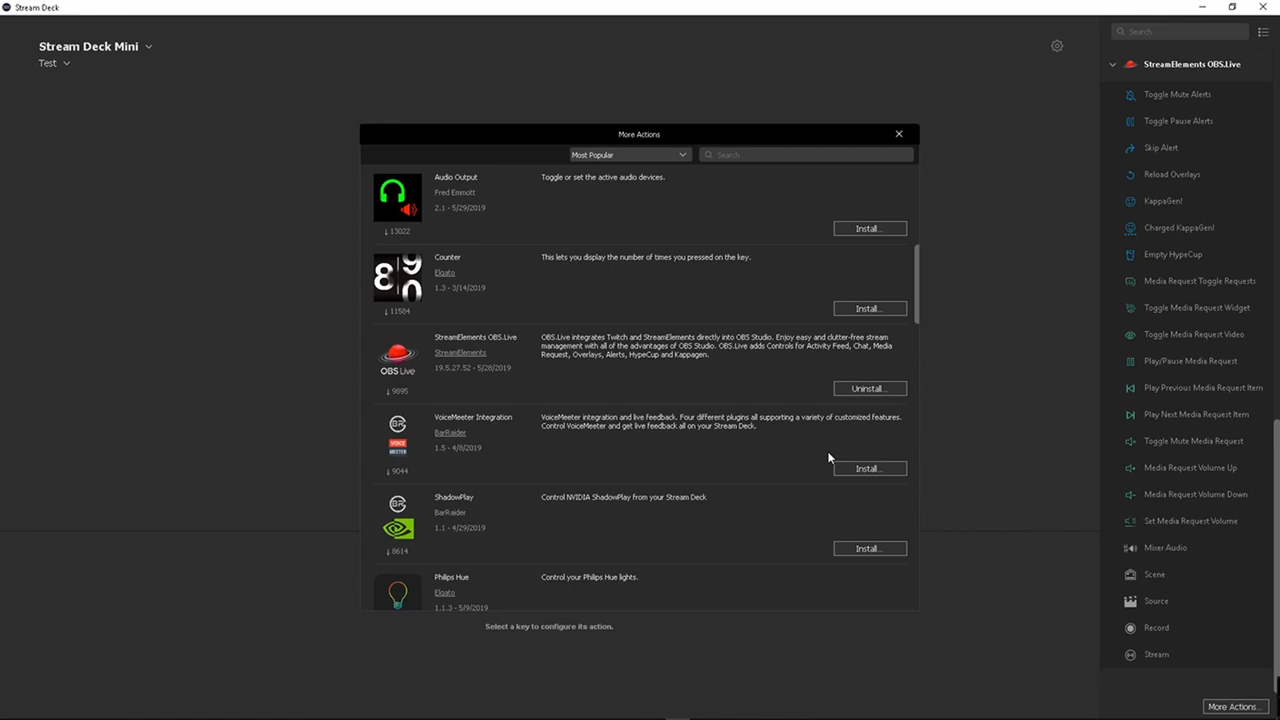 Stream Deck
Stream Deck Mini
Test
Search
StreamElements OBS.Live
Toggle Mute Alerts
Toggle Pause Alerts
Skip Alert
Reload Overlays
KappaGen!
Charged KappaGen!
Empty HypeCup
Media Request Toggle Requests
Toggle Media Request Widget
Toggle Media Request Video
Play/Pause Media Request
Play Previous Media Request Item
Play Next Media Request Item
Toggle Mute Media Request
Media Request Volume Up
Media Request Volume Down
Set Media Request Volume
Mixer Audio
Scene
Source
Record
Stream
More Actions...
More Actions
Most Popular
Search
Audio Output
Fred Emmott
2.1 - 5/29/2019
Toggle or set the active audio devices.
13022
Install...
Counter
Elgato
1.3 - 3/14/2019
This lets you display the number of times you pressed on the key.
11584
Install...
StreamElements OBS.Live
StreamElements
19.5.27.52 - 5/28/2019
OBS.Live integrates Twitch and StreamElements directly into OBS Studio. Enjoy easy and clutter-free stream
management with all of the advantages of OBS Studio. OBS.Live adds Controls for Activity Feed, Chat, Media
Request, Overlays, Alerts, HypeCup and Kappagen.
OBS Live
9895
Uninstall...
VoiceMeeter Integration
BarRaider
1.5 - 4/8/2019
VoiceMeeter integration and live feedback. Four different plugins all supporting a variety of customized features.
Control VoiceMeeter and get live feedback all on your Stream Deck.
BR
VOICE
MEETER
9044
Install...
ShadowPlay
BarRaider
1.1 - 4/29/2019
Control NVIDIA ShadowPlay from your Stream Deck
BR
8614
Install...
Philips Hue
Elgato
1.1.3 - 5/9/2019
Control your Philips Hue lights.
Select a key to configure its action.